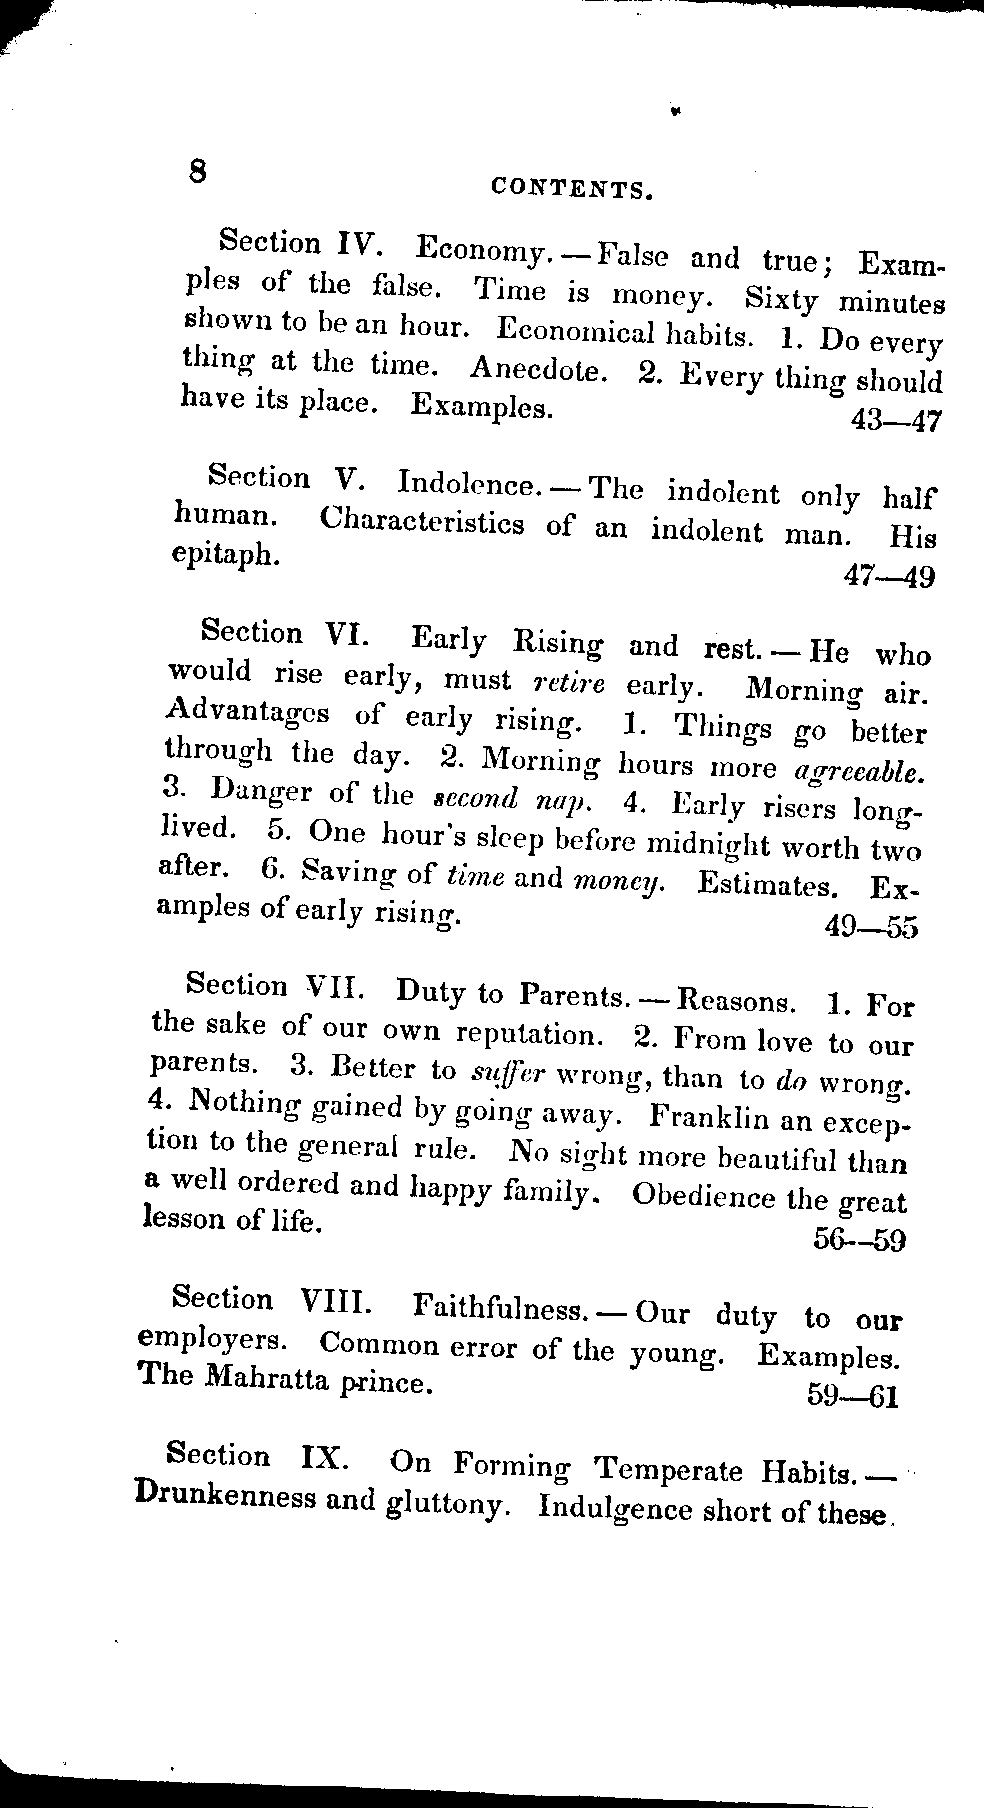 8
CONTENTS.
Section IV. Economy.—False and true; Exam-
ples of the false. Time is money. Sixty minutes
shown to be an hour. Economical habits. 1. Do every
thing at the time. Anecdote. 2. Every thing should
have its place. Examples. 43—47
Section V. Indolence.—The indolent only half
human. Characteristics of an indolent man. His
epitaph. 47—49
Section VI. Early Rising and rest.—He who
would rise early, must retire early. Morning air.
Advantages of early rising. 1. Things go better
through the day. 2. Morning hours more agreeable.
3. Danger of the second nap. 4. Early risers long-
lived. 5. One hour's sleep before midnight worth two
after. 6. Saving of time and money. Estimates. Ex-
amples of early rising. 49—55
Section VII. Duty to Parents.—Reasons. 1. For
the sake of our own reputation. 2. From love to our
parents. 3. Better to suffer wrong, than to do wrong.
4. Nothing gained by going away. Franklin an excep-
tion to the general rule. No sight more beautiful than
a well ordered and happy family. Obedience the great
lesson of life. 56—59
Section VIII. Faithfulness.—Our duty to our
employers. Common error of the young. Examples.
The Mahratta prince. 59—61
Section IX. On Forming Temperate Habits.—
Drunkenness and gluttony. Indulgence short of these.